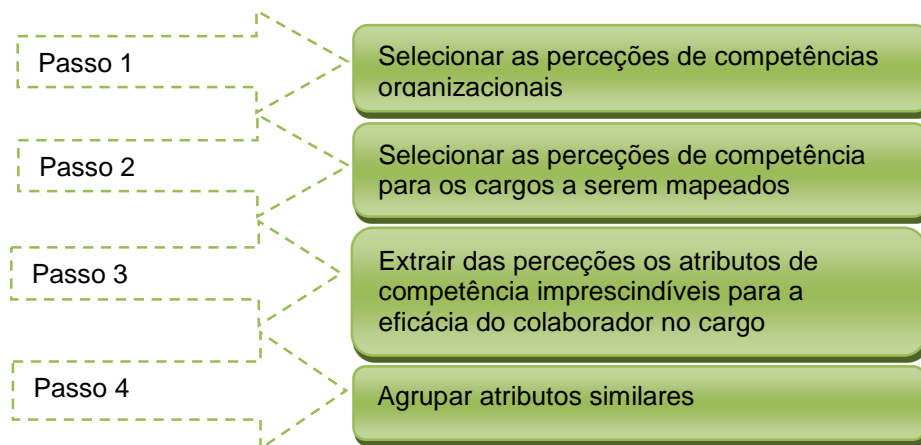 Passo 1
Selecionar as perceções de competências
organizacionais
Passo 2
Selecionar as perceções de competência
para os cargos a serem mapeados
Passo 3
Extrair das perceções os atributos de
competência imprescindíveis para a
eficácia do colaborador no cargo
Passo 4
Agrupar atributos similares